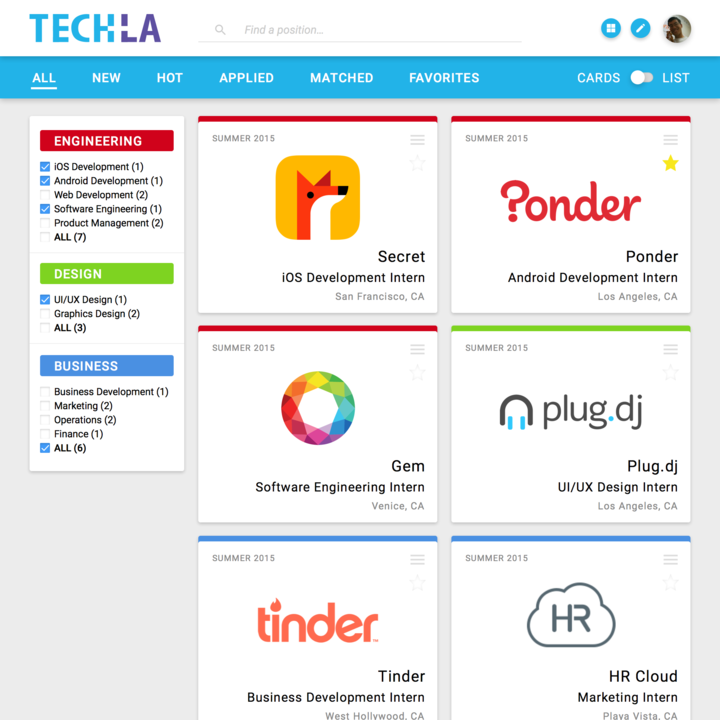 TECHLA
Find a position...
ALL NEW HOT APPLIED MATCHED FAVORITES CARDS LIST
ENGINEERING
iOS Development (1)
Android Development (1)
Web Development (2)
Software Engineering (1)
Product Management (2)
ALL (7)
DESIGN
UI/UX Design (1)
Graphics Design (2)
ALL (3)
BUSINESS
Business Development (1)
Marketing (2)
Operations (2)
Finance (1)
ALL (6)
SUMMER 2015
Secret
iOS Development Intern
San Francisco, CA
SUMMER 2015
Ponder
Ponder
Android Development Intern
Los Angeles, CA
SUMMER 2015
Gem
Software Engineering Intern
Venice, CA
SUMMER 2015
plug.dj
Plug.dj
UI/UX Design Intern
Los Angeles, CA
SUMMER 2015
tinder
Tinder
Business Development Intern
West Hollywood, CA
SUMMER 2015
HR
HR Cloud
Marketing Intern
Playa Vista, CA